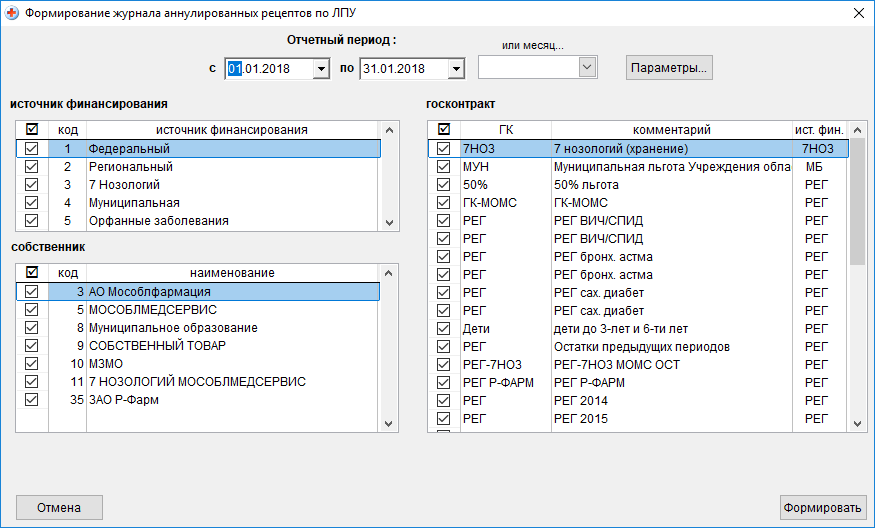 Формирование журнала аннулированных рецептов по ЛПУ
Отчетный период :
или месяц...
с 01.01.2018 по 31.01.2018 Параметры...
источник финансирования
код источник финансирования
1 Федеральный
2 Региональный
3 7 Нозологий
4 Муниципальная
5 Орфанные заболевания
собственник
код наименование
3 АО Мособлфармация
5 МОСОБЛМЕДСЕРВИС
8 Муниципальное образование
9 СОБСТВЕННЫЙ ТОВАР
10 МЗМО
11 7 НОЗОЛОГИЙ МОСОБЛМЕДСЕРВИС
35 ЗАО Р-Фарм
госконтракт
ГК комментарий ист. фин.
7НОЗ 7 нозологий (хранение) 7НОЗ
МУН Муниципальная льгота Учреждения обла МБ
50% 50% льгота РЕГ
ГК-МОМС ГК-МОМС РЕГ
РЕГ РЕГ ВИЧ/СПИД РЕГ
РЕГ РЕГ ВИЧ/СПИД РЕГ
РЕГ РЕГ бронх. астма РЕГ
РЕГ РЕГ бронх. астма РЕГ
РЕГ РЕГ сах. диабет РЕГ
РЕГ РЕГ сах. диабет РЕГ
Дети дети до 3-лет и 6-ти лет РЕГ
РЕГ Остатки предыдущих периодов РЕГ
РЕГ-7НОЗ РЕГ-7НОЗ МОМС ОСТ РЕГ
РЕГ Р-ФАРМ РЕГ Р-ФАРМ РЕГ
РЕГ РЕГ 2014 РЕГ
РЕГ РЕГ 2015 РЕГ
Отмена Формировать